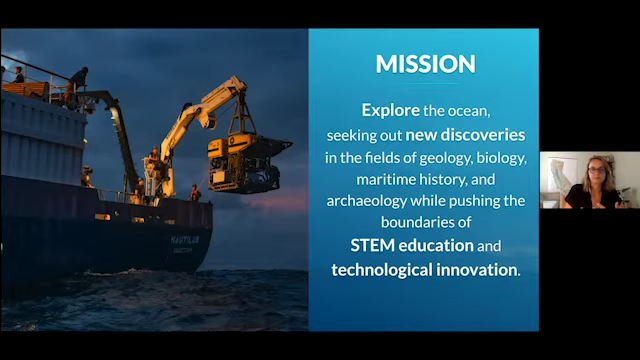 MISSION
Explore the ocean,
seeking out new discoveries
in the fields of geology, biology,
maritime history, and
archaeology while pushing the
boundaries of
STEM education and
technological innovation.
NAUTILUS